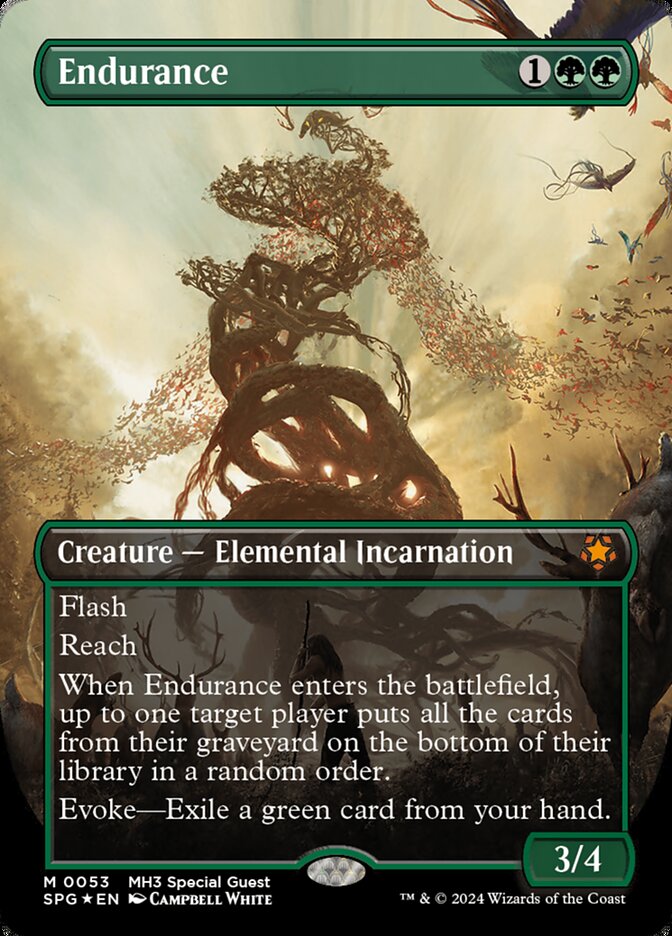 Endurance 1
Creature — Elemental Incarnation
Flash
Reach
When Endurance enters the battlefield,
up to one target player puts all the cards
from their graveyard on the bottom of their
library in a random order.
Evoke—Exile a green card from your hand.
3/4
M 0053 MH3 Special Guest
SPG★EN Campbell White
™ & © 2024 Wizards of the Coast